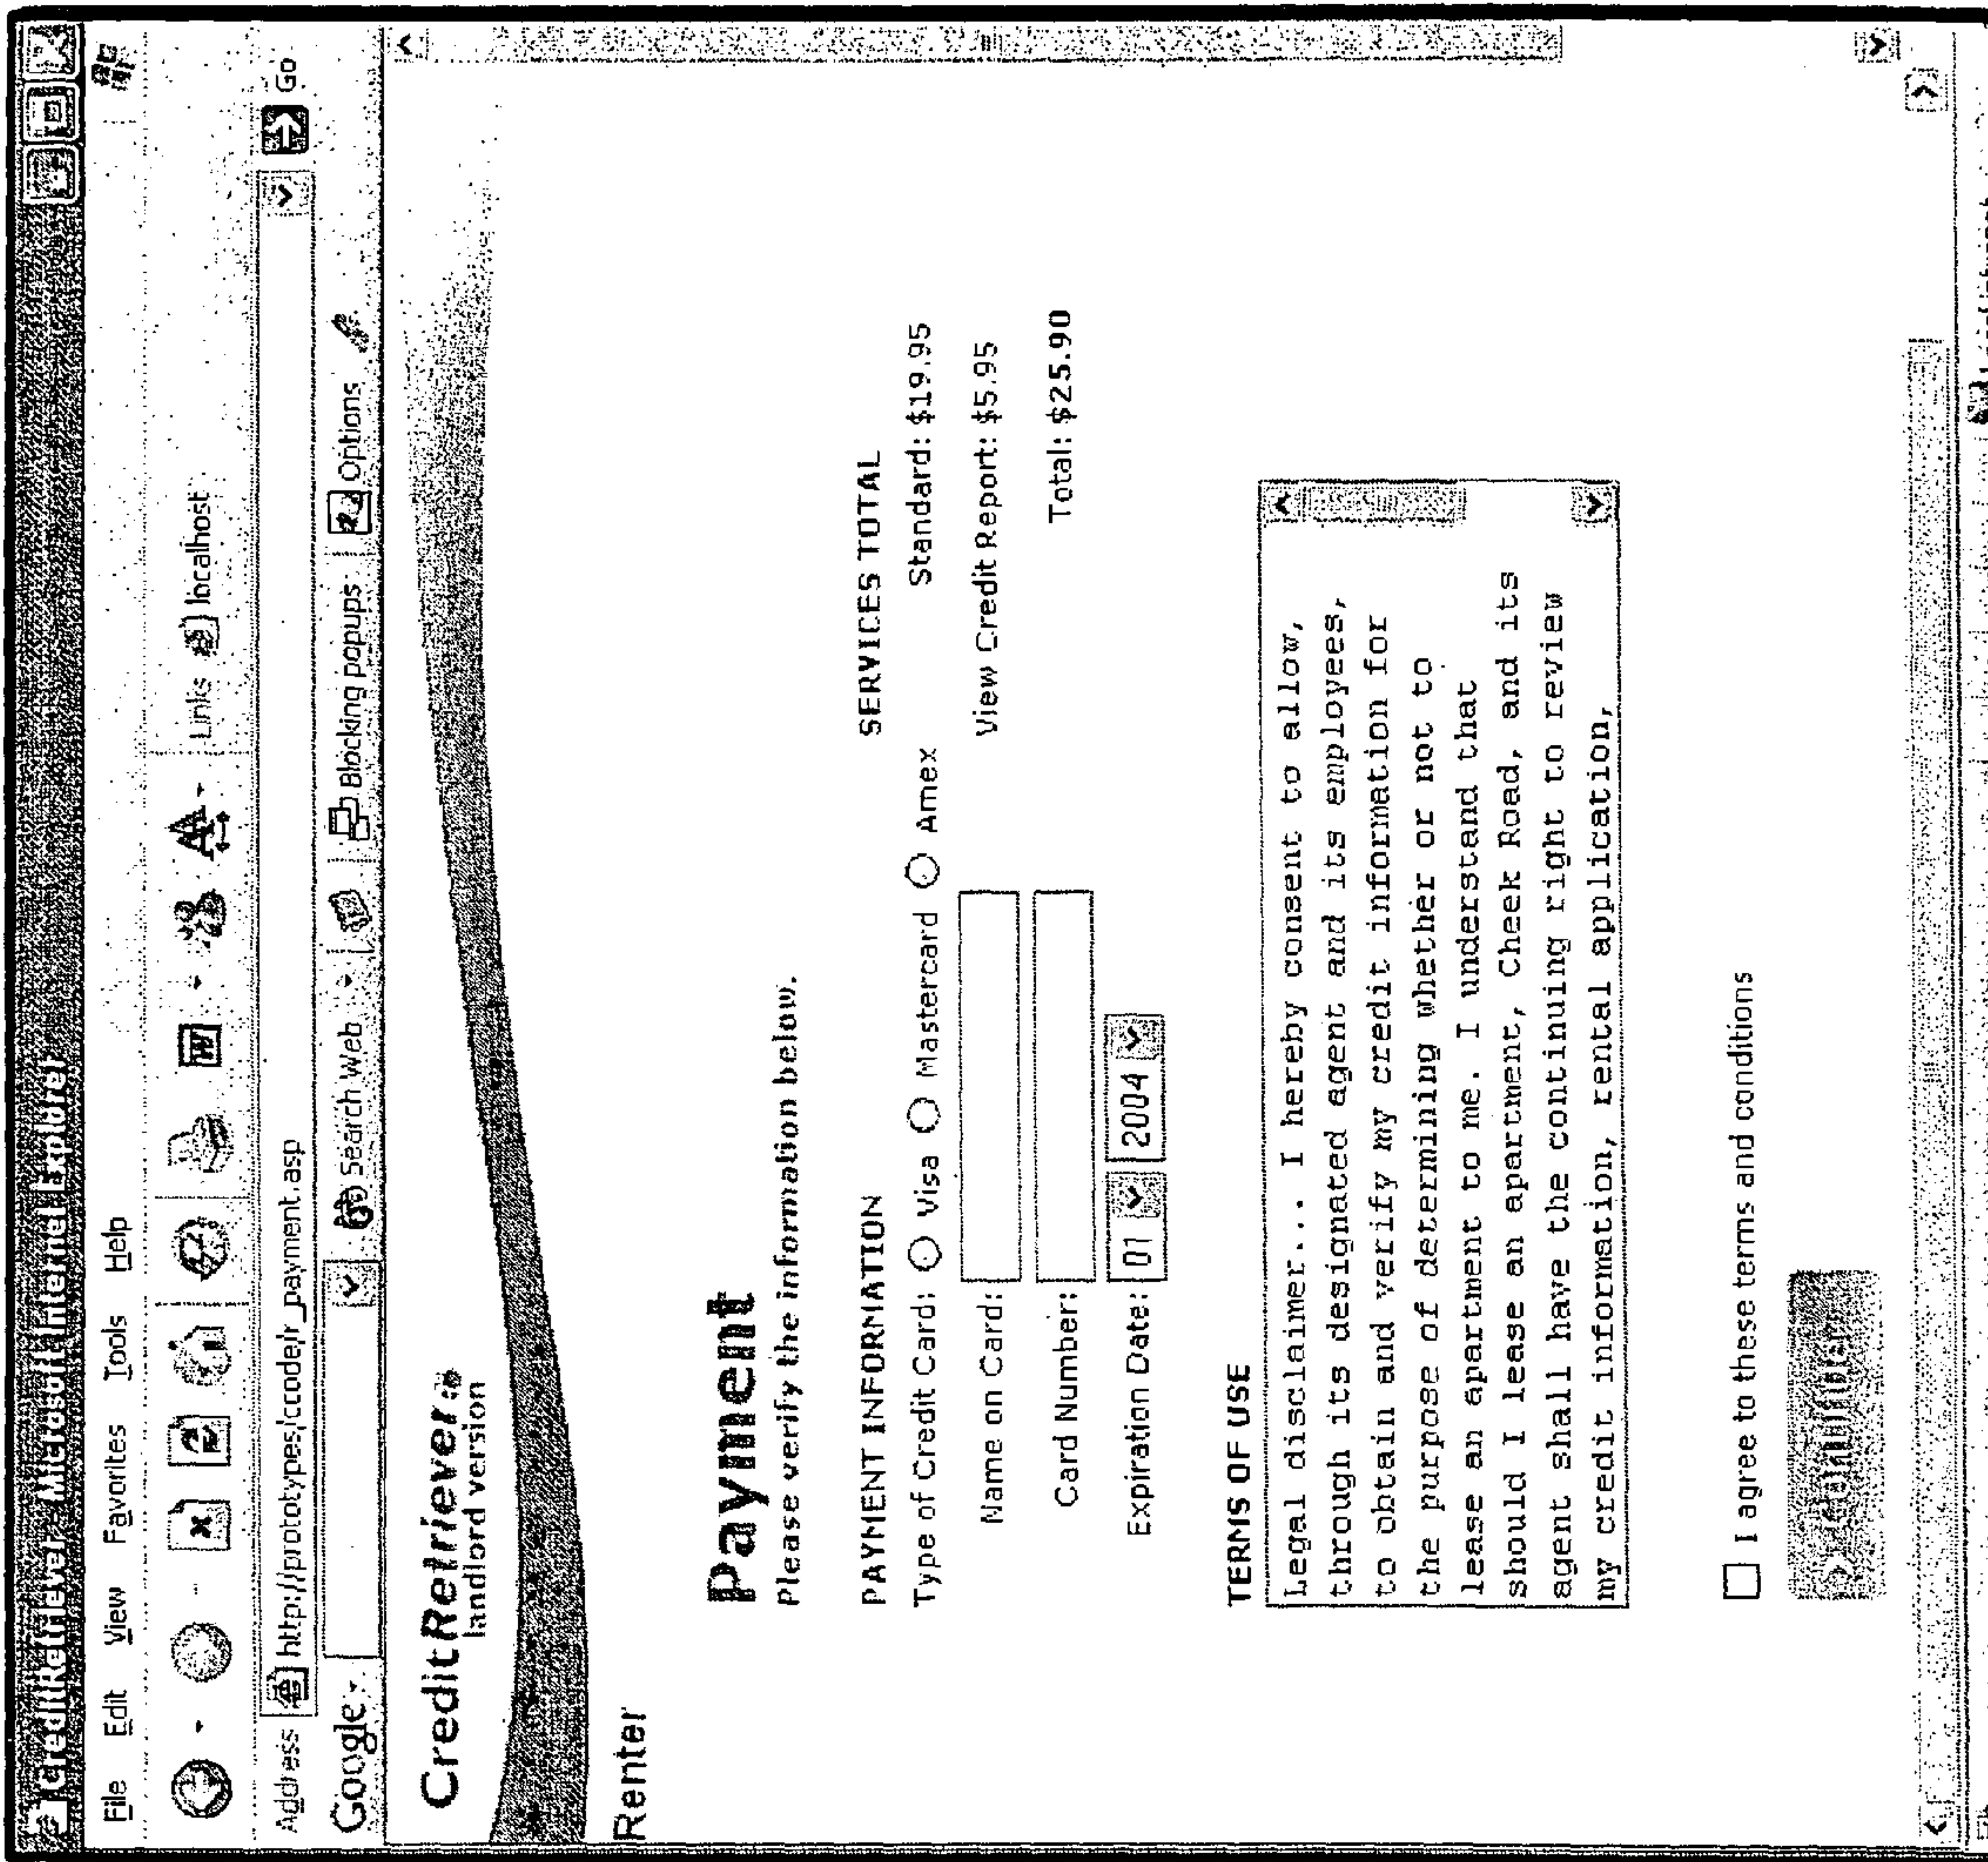 CreditRetriever - Microsoft Internet Explorer
File Edit View Favorites Tools Help
Links localhost
Address http://prototypes/ccode/r_payment.asp Go
Google Search Web Blocking popups Options
CreditRetriever
landlord version
Renter
Payment
Please verify the information below.
PAYMENT INFORMATION SERVICES TOTAL
Type of Credit Card: Visa Mastercard Amex Standard: $19.95
Name on Card: View Credit Report: $5.95
Card Number: Total: $25.90
Expiration Date: 01 2004
TERMS OF USE
Legal disclaimer... I hereby consent to allow,
through its designated agent and its employees,
to obtain and verify my credit information for
the purpose of determining whether or not to
lease an apartment to me. I understand that
should I lease an apartment, Cheek Road, and its
agent shall have the continuing right to review
my credit information, rental application,
I agree to these terms and conditions
continue